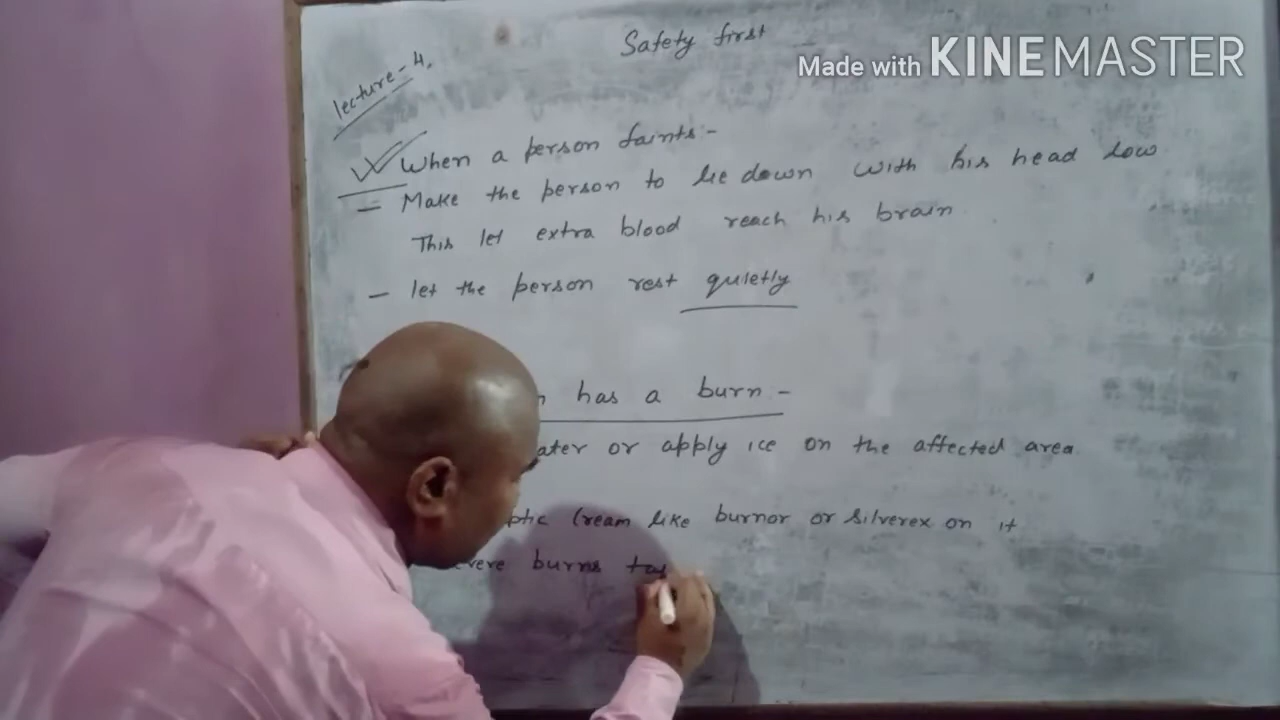 Safety first
Made with KINEMASTER
lecture-4.
When a person faints:-
- Make the person to lie down with his head low
This let extra blood reach his brain
- let the person rest quietly
has a burn -
ater or apply ice on the affected area
ptic Cream like burnor or silverex on it
evere burns ta